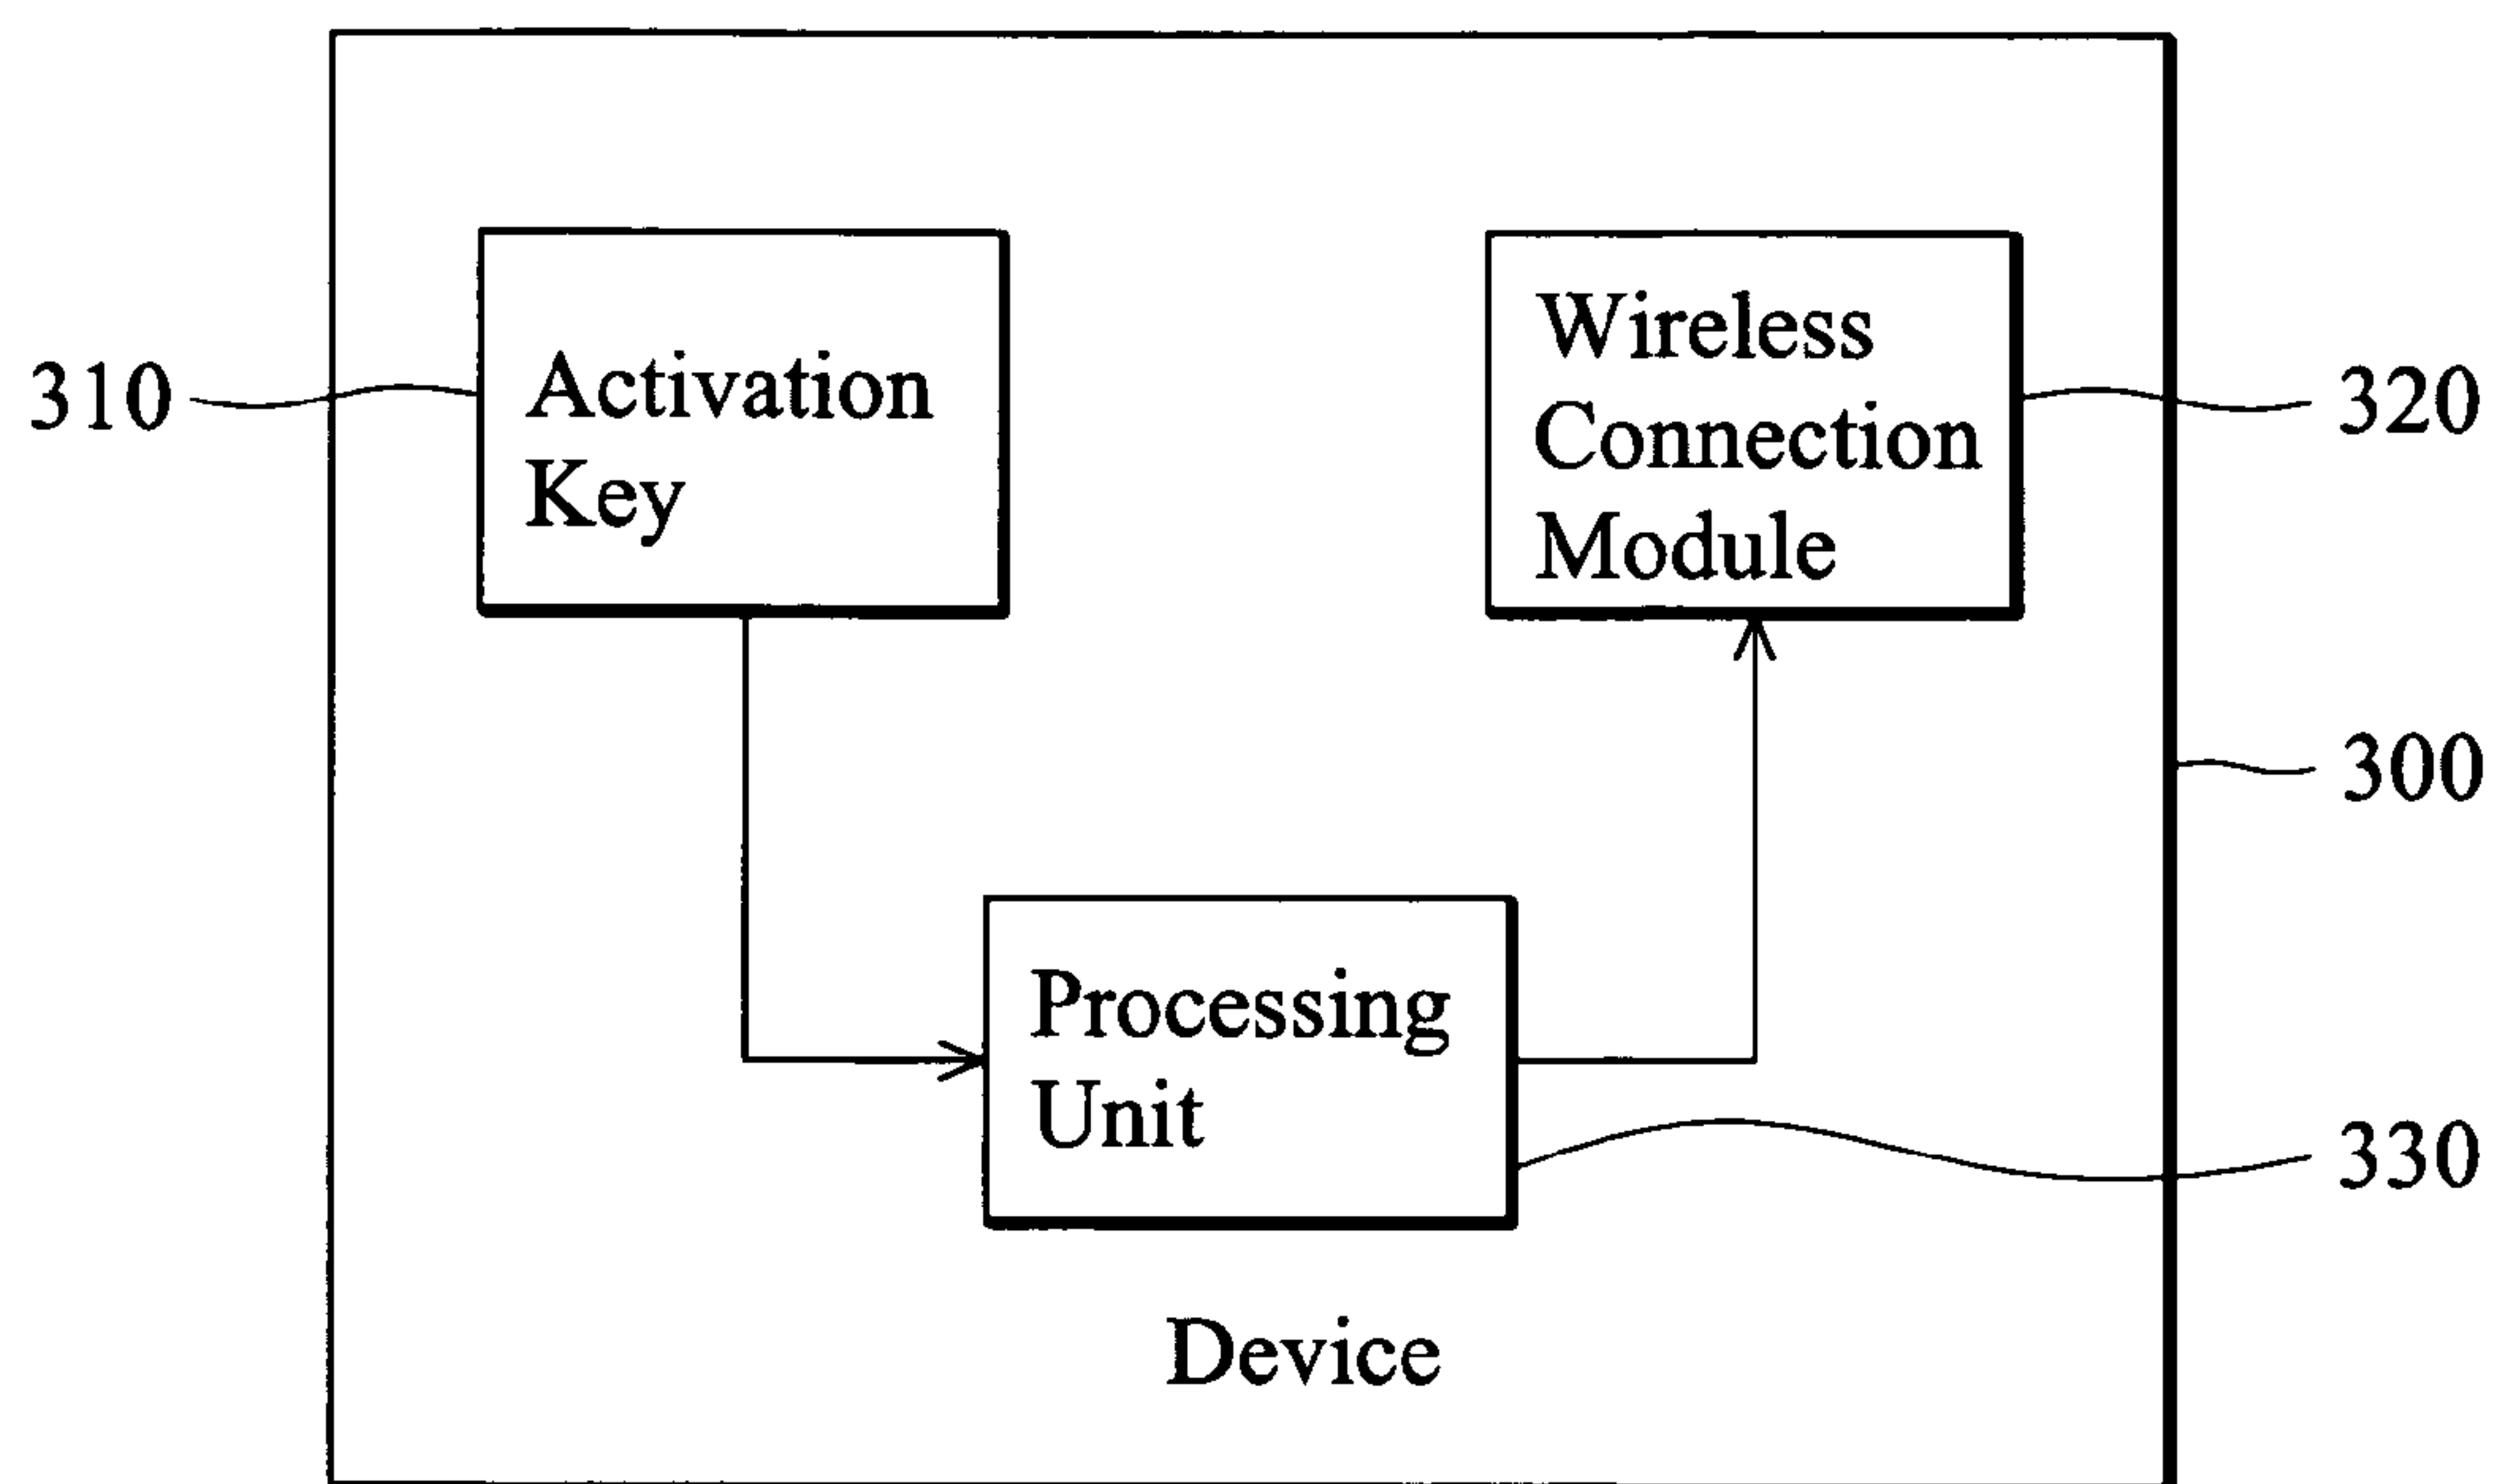 Activation
Key
Wireless
Connection
Module
310
320
300
Processing
Unit
330
Device